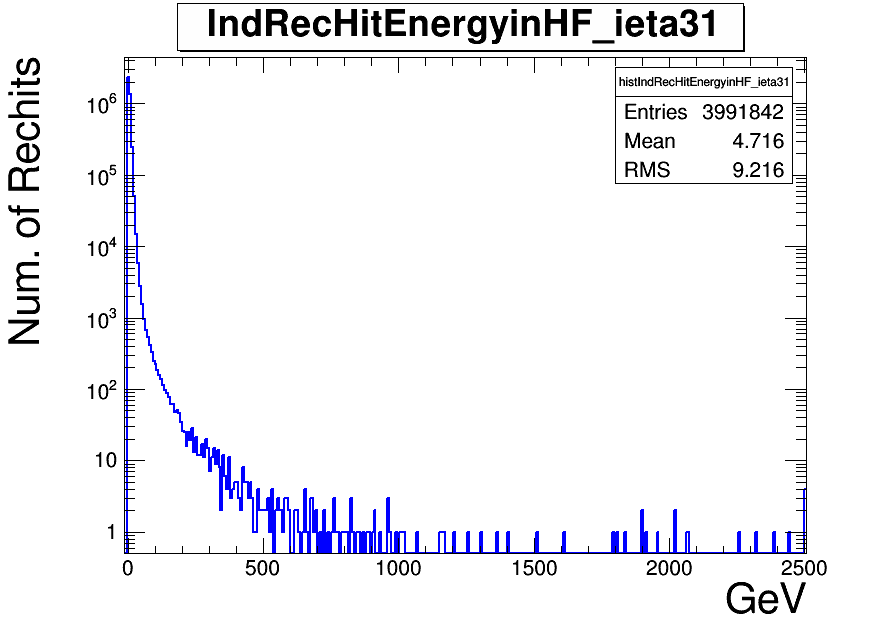 IndRecHitEnergyinHF_ieta31
histIndRecHitEnergyinHF_ieta31
Entries 3991842
Mean 4.716
RMS 9.216
Num. of Rechits
10^6
10^5
10^4
10^3
10^2
10
1
0 500 1000 1500 2000 2500
GeV